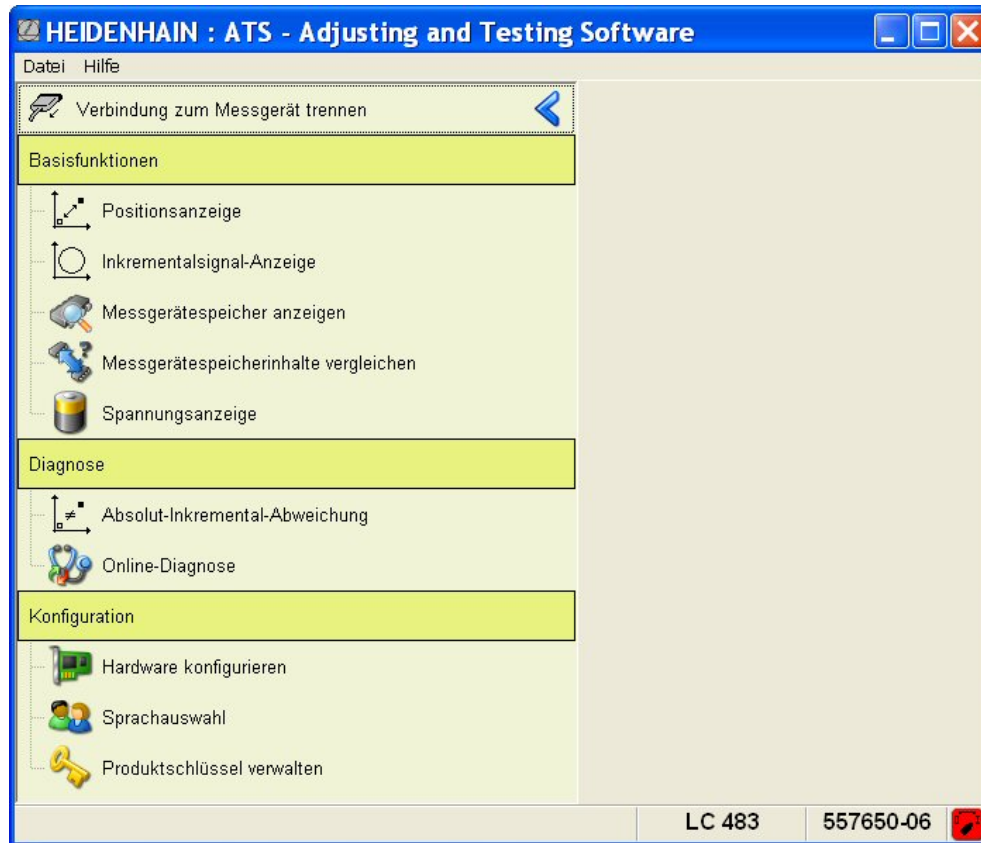 HEIDENHAIN : ATS - Adjusting and Testing Software
Datei Hilfe
Verbindung zum Messgerät trennen
Basisfunktionen
Positionsanzeige
Inkrementalsignal-Anzeige
Messgerätespeicher anzeigen
Messgerätespeicherinhalte vergleichen
Spannungsanzeige
Diagnose
Absolut-Inkremental-Abweichung
Online-Diagnose
Konfiguration
Hardware konfigurieren
Sprachauswahl
Produktschlüssel verwalten
LC 483 557650-06